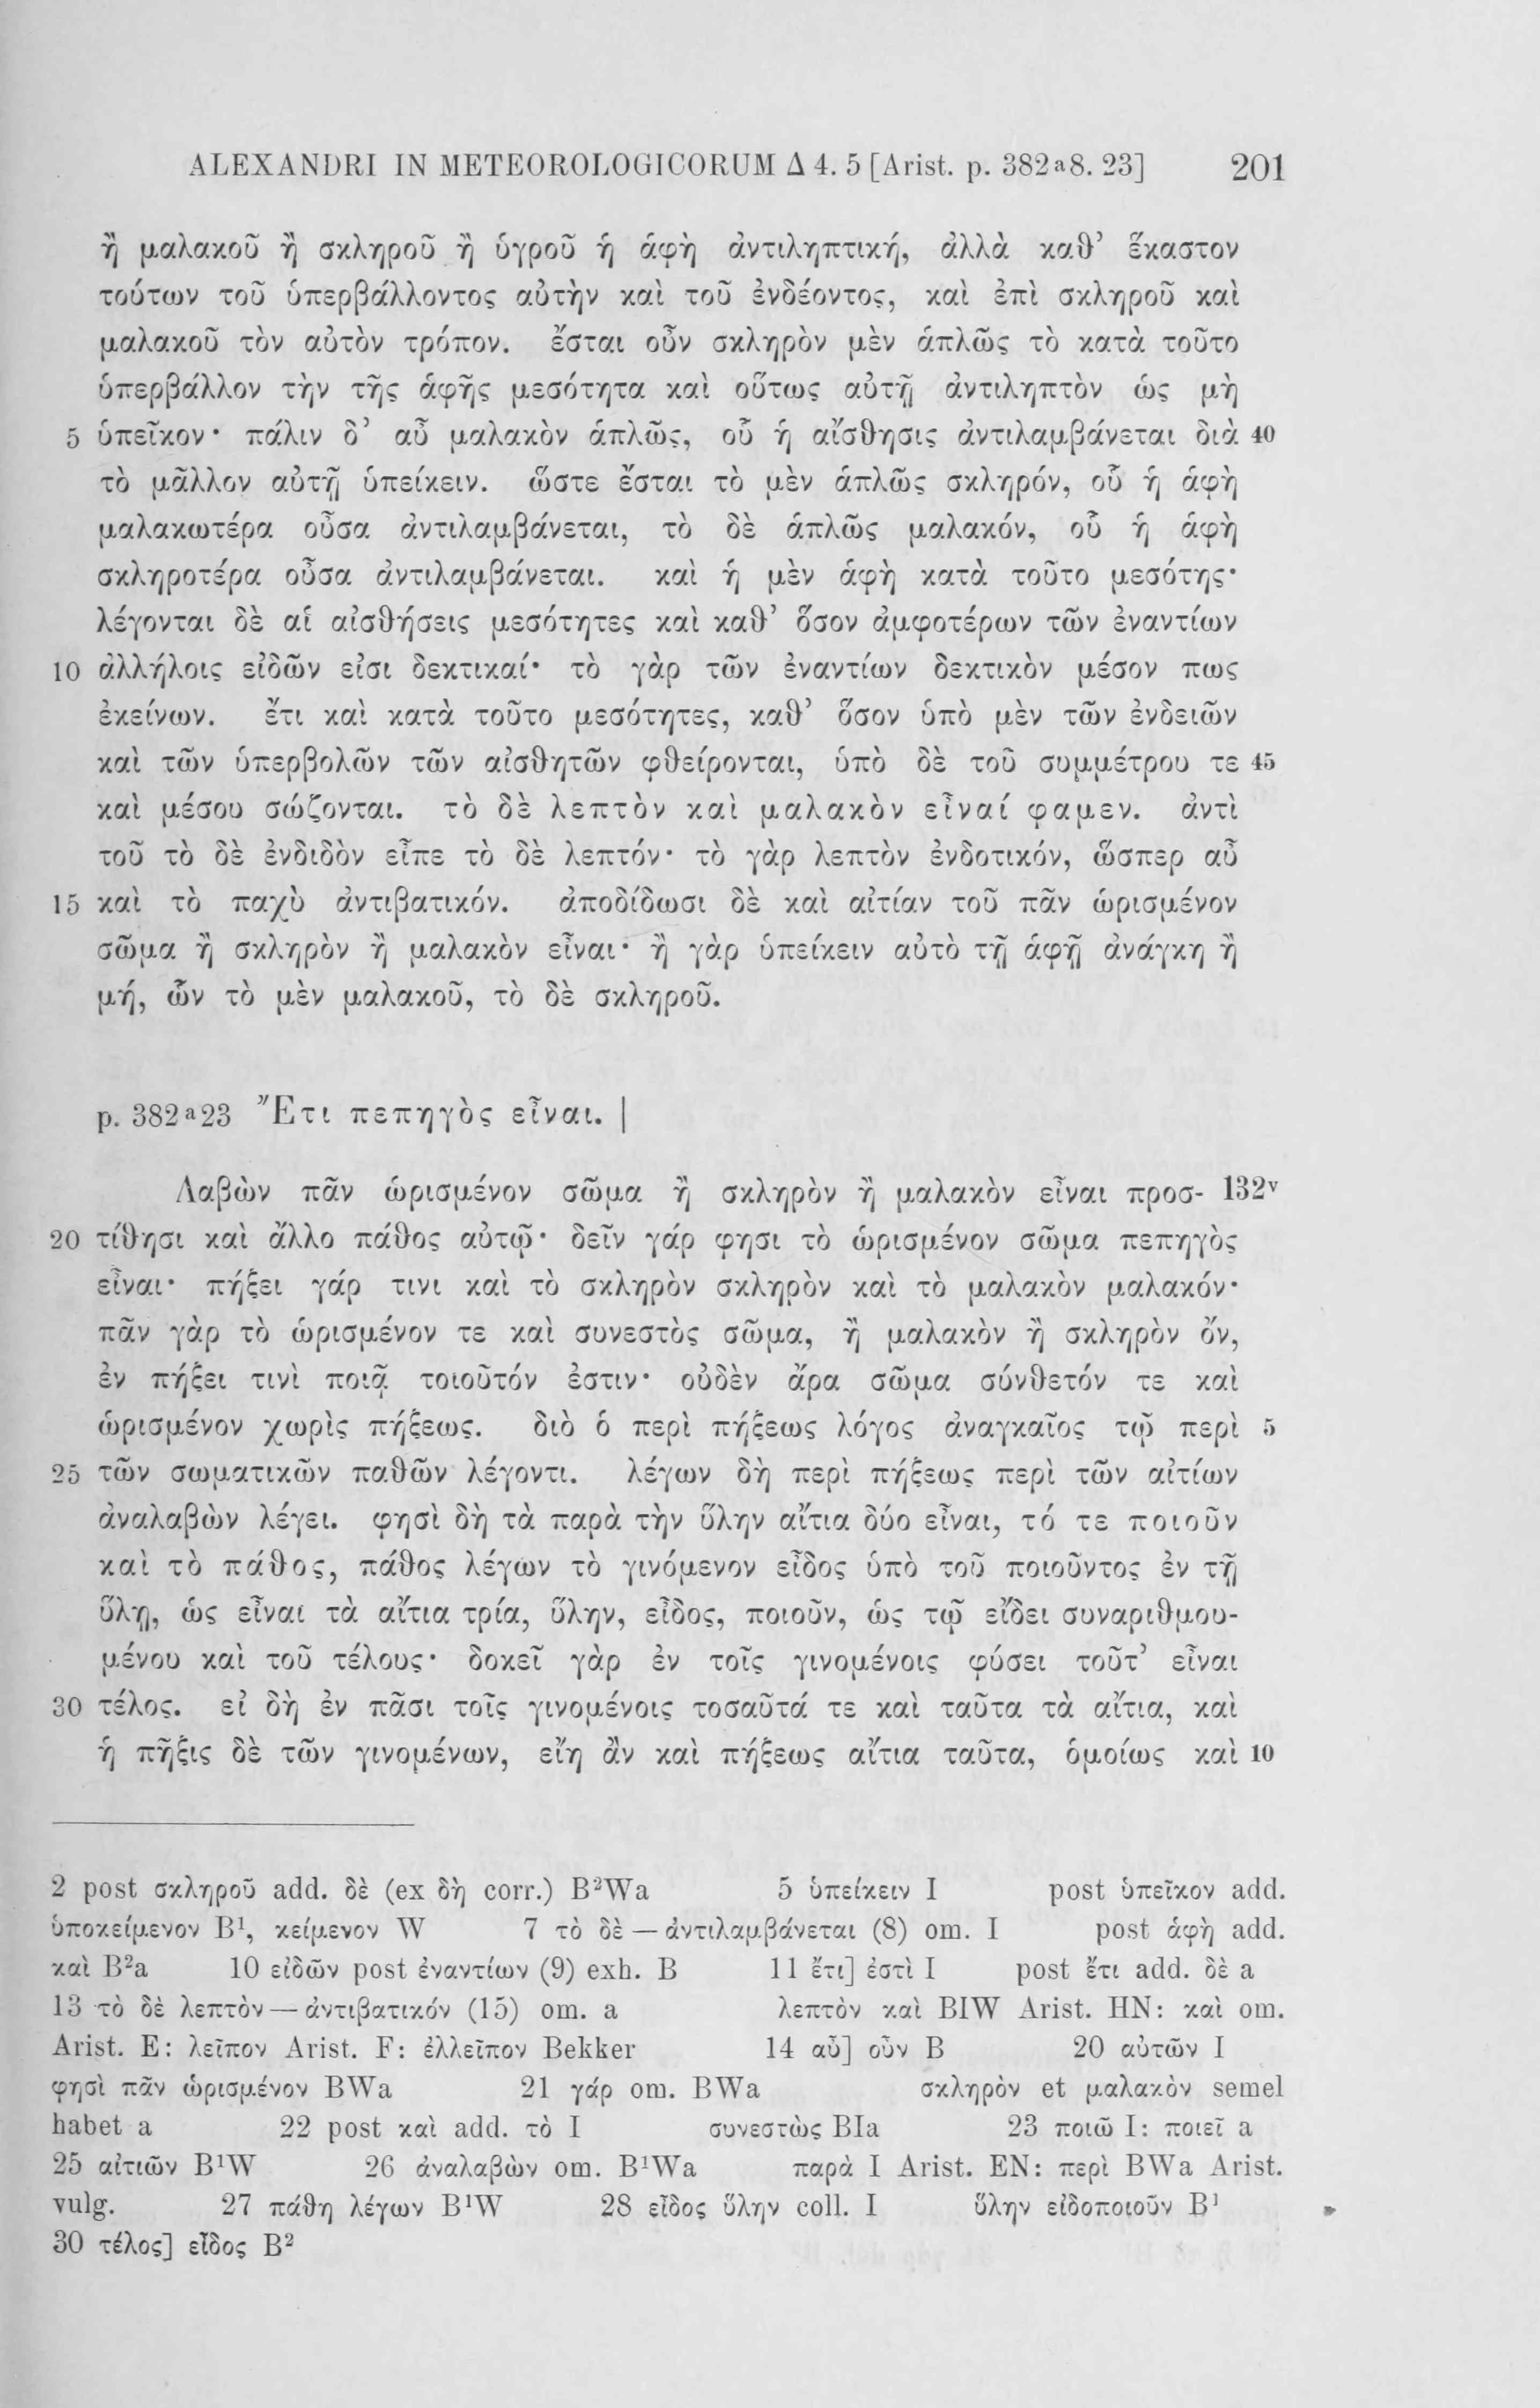 ALEXANDRI IN METEOROLOGICORUM Δ 4. 5 [Arist. p. 382ᵃ8. 23] 201
ἢ μαλακοῦ ἢ σκληροῦ ἢ ὑγροῦ ἡ ἁφὴ ἀντιληπτική, ἀλλὰ καθ’ ἕκαστον
τούτων τοῦ ὑπερβάλλοντος αὐτὴν καὶ τοῦ ἐνδέοντος, καὶ ἐπὶ σκληροῦ καὶ
μαλακοῦ τὸν αὐτὸν τρόπον. ἔσται οὖν σκληρὸν μὲν ἁπλῶς τὸ κατὰ τοῦτο
ὑπερβάλλον τὴν τῆς ἁφῆς μεσότητα καὶ οὕτως αὐτῇ ἀντιληπτὸν ὡς μὴ
5 ὑπεῖκον· πάλιν δ’ αὖ μαλακὸν ἁπλῶς, οὗ ἡ αἴσθησις ἀντιλαμβάνεται διὰ 40
τὸ μᾶλλον αὐτῇ ὑπείκειν. ὥστε ἔσται τὸ μὲν ἁπλῶς σκληρόν, οὗ ἡ ἁφὴ
μαλακωτέρα οὖσα ἀντιλαμβάνεται, τὸ δὲ ἁπλῶς μαλακόν, οὗ ἡ ἁφὴ
σκληροτέρα οὖσα ἀντιλαμβάνεται. καὶ ἡ μὲν ἁφὴ κατὰ τοῦτο μεσότης·
λέγονται δὲ αἱ αἰσθήσεις μεσότητες καὶ καθ’ ὅσον ἀμφοτέρων τῶν ἐναντίων
10 ἀλλήλοις εἰδῶν εἰσι δεκτικαί· τὸ γὰρ τῶν ἐναντίων δεκτικὸν μέσον πως
ἐκείνων. ἔτι καὶ κατὰ τοῦτο μεσότητες, καθ’ ὅσον ὑπὸ μὲν τῶν ἐνδειῶν
καὶ τῶν ὑπερβολῶν τῶν αἰσθητῶν φθείρονται, ὑπὸ δὲ τοῦ συμμέτρου τε 45
καὶ μέσου σώζονται. τὸ δὲ λεπτὸν καὶ μαλακὸν εἶναί φαμεν. ἀντὶ
τοῦ τὸ δὲ ἐνδιδὸν εἶπε τὸ δὲ λεπτόν· τὸ γὰρ λεπτὸν ἐνδοτικόν, ὥσπερ αὖ
15 καὶ τὸ παχὺ ἀντιβατικόν. ἀποδίδωσι δὲ καὶ αἰτίαν τοῦ πᾶν ὡρισμένον
σῶμα ἢ σκληρὸν ἢ μαλακὸν εἶναι· ἢ γὰρ ὑπείκειν αὐτὸ τῇ ἁφῇ ἀνάγκη ἢ
μή, ὧν τὸ μὲν μαλακοῦ, τὸ δὲ σκληροῦ.
p. 382ᵃ23 Ἔτι πεπηγὸς εἶναι. |
Λαβὼν πᾶν ὡρισμένον σῶμα ἢ σκληρὸν ἢ μαλακὸν εἶναι προσ- 132ᵛ
20 τίθησι καὶ ἄλλο πάθος αὐτῷ· δεῖν γάρ φησι τὸ ὡρισμένον σῶμα πεπηγὸς
εἶναι· πήξει γάρ τινι καὶ τὸ σκληρὸν σκληρὸν καὶ τὸ μαλακὸν μαλακόν·
πᾶν γὰρ τὸ ὡρισμένον τε καὶ συνεστὸς σῶμα, ἢ μαλακὸν ἢ σκληρὸν ὄν,
ἐν πήξει τινὶ ποιᾷ τοιοῦτόν ἐστιν· οὐδὲν ἄρα σῶμα σύνθετόν τε καὶ
ὡρισμένον χωρὶς πήξεως. διὸ ὁ περὶ πήξεως λόγος ἀναγκαῖος τῷ περὶ 5
25 τῶν σωματικῶν παθῶν λέγοντι. λέγων δὴ περὶ πήξεως περὶ τῶν αἰτίων
ἀναλαβὼν λέγει. φησὶ δὴ τὰ παρὰ τὴν ὕλην αἴτια δύο εἶναι, τό τε ποιοῦν
καὶ τὸ πάθος, πάθος λέγων τὸ γινόμενον εἶδος ὑπὸ τοῦ ποιοῦντος ἐν τῇ
ὕλῃ, ὡς εἶναι τὰ αἴτια τρία, ὕλην, εἶδος, ποιοῦν, ὡς τῷ εἴδει συναριθμου-
μένου καὶ τοῦ τέλους· δοκεῖ γὰρ ἐν τοῖς γινομένοις φύσει τοῦτ’ εἶναι
30 τέλος. εἰ δὴ ἐν πᾶσι τοῖς γινομένοις τοσαῦτά τε καὶ ταῦτα τὰ αἴτια, καὶ
ἡ πῆξις δὲ τῶν γινομένων, εἴη ἂν καὶ πήξεως αἴτια ταῦτα, ὁμοίως καὶ 10
2 post σκληροῦ add. δὲ (ex δὴ corr.) B²Wa 5 ὑπείκειν I post ὑπεῖκον add.
ὑποκείμενον B¹, κείμενον W 7 τὸ δὲ — ἀντιλαμβάνεται (8) om. I post ἁφὴ add.
καὶ B²a 10 εἰδῶν post ἐναντίων (9) exh. B 11 ἔτι] ἐστὶ I post ἔτι add. δὲ a
13 τὸ δὲ λεπτὸν — ἀντιβατικόν (15) om. a λεπτὸν καὶ BIW Arist. HN: καὶ om.
Arist. E: λεῖπον Arist. F: ἐλλεῖπον Bekker 14 αὖ] οὖν B 20 αὐτῶν I
φησὶ πᾶν ὡρισμένον BWa 21 γάρ om. BWa σκληρὸν et μαλακὸν semel
habet a 22 post καὶ add. τὸ I συνεστὼς BIa 23 ποιῶ I: ποιεῖ a
25 αἰτιῶν B¹W 26 ἀναλαβὼν om. B¹Wa παρὰ I Arist. EN: περὶ BWa Arist.
vulg. 27 πάθη λέγων B¹W 28 εἶδος ὕλην coll. I ὕλην εἰδοποιοῦν B¹
30 τέλος] εἶδος B²